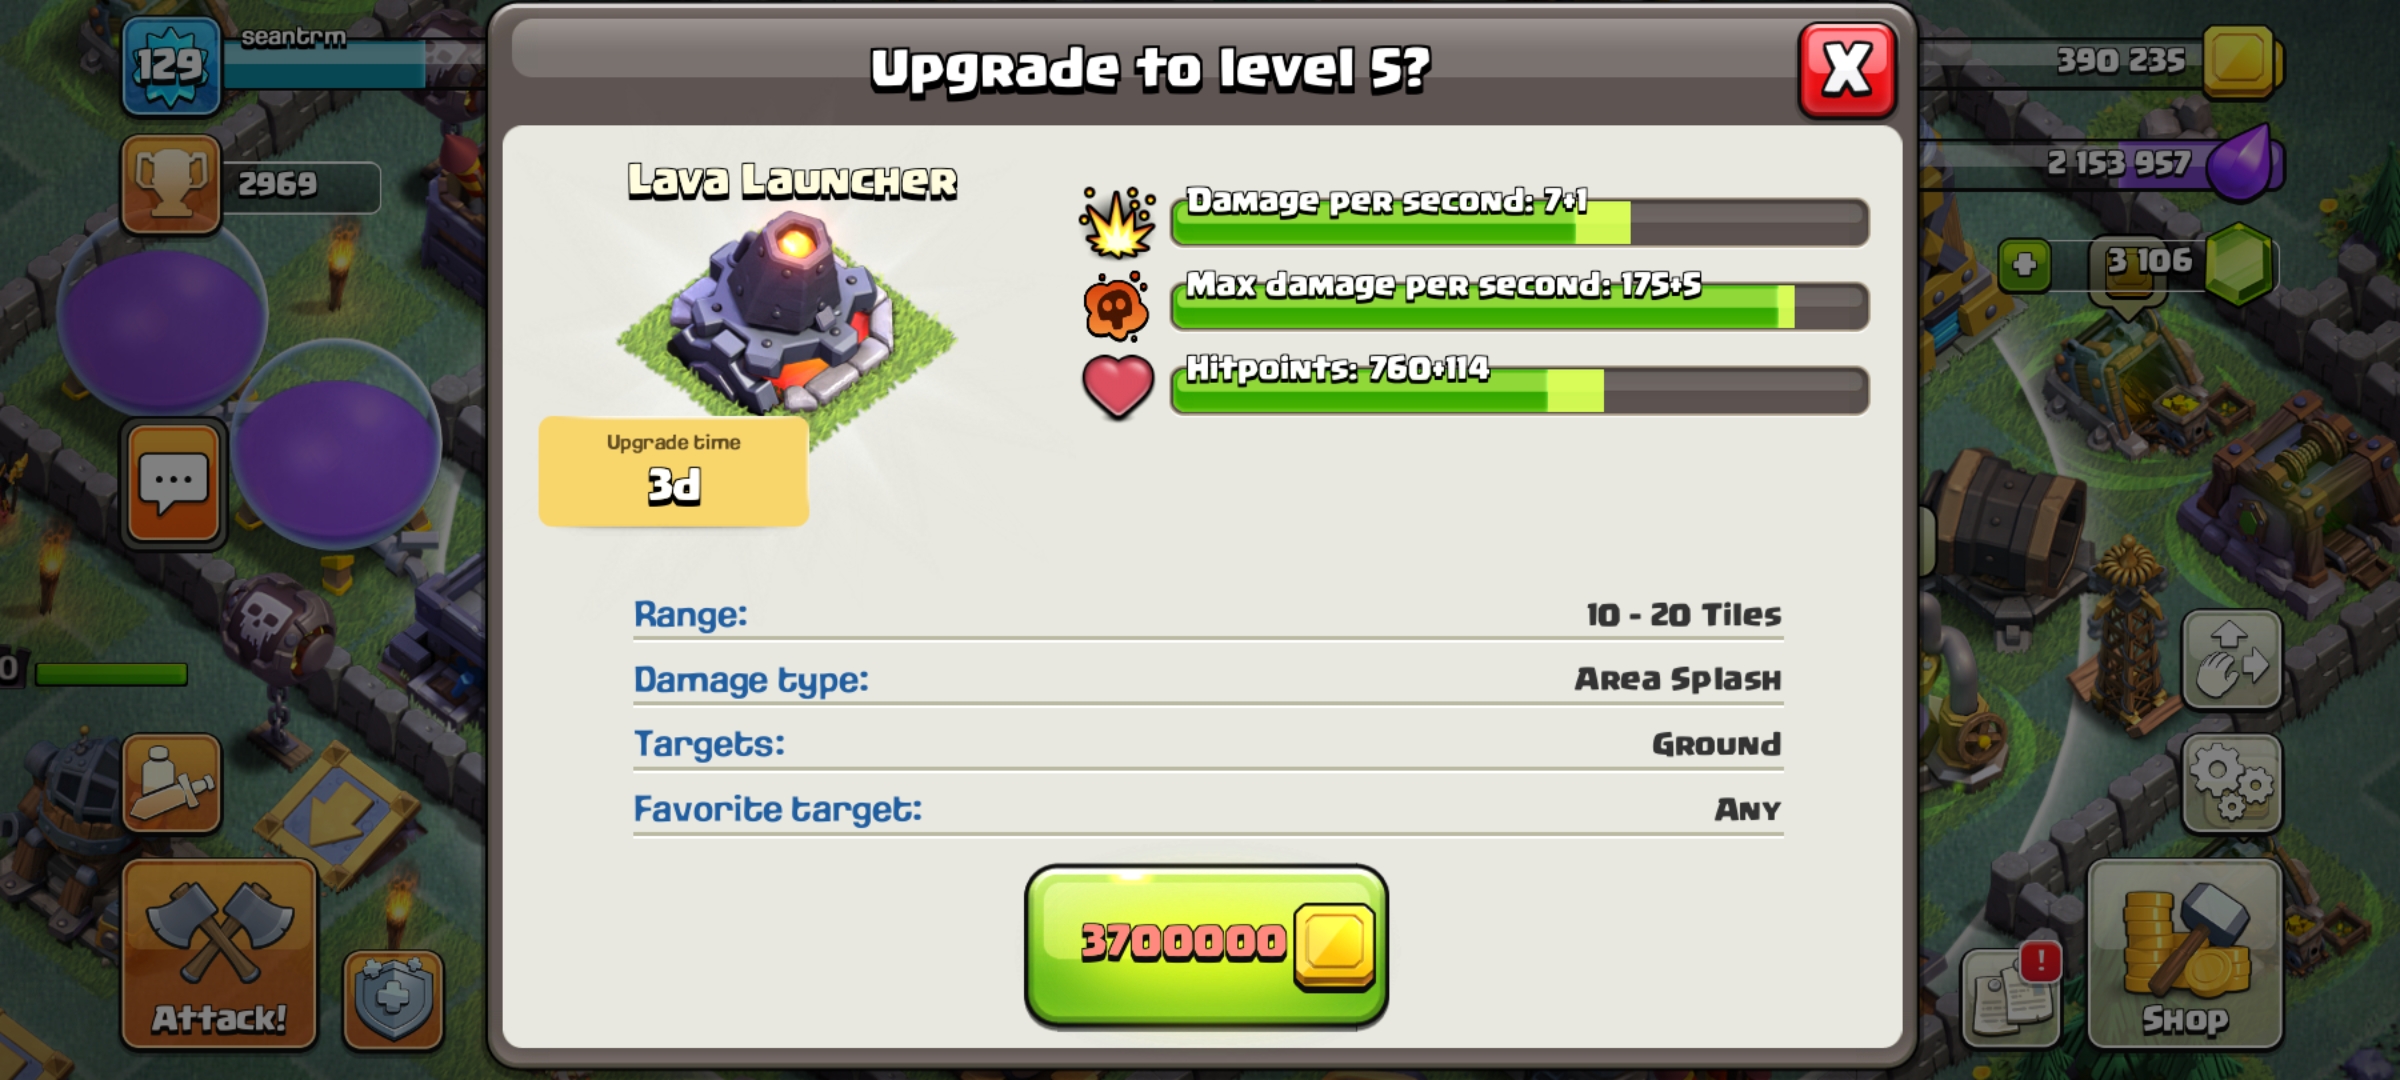 129
seantrm
2969
0
Attack!
Upgrade to level 5?
X
Lava Launcher
Upgrade time
3d
Damage per second: 7+1
Max damage per second: 175+5
Hitpoints: 760+114
Range:
10 - 20 Tiles
Damage type:
Area Splash
Targets:
Ground
Favorite target:
Any
3700000
390 235
2 153 957
+
3 106
!
Shop